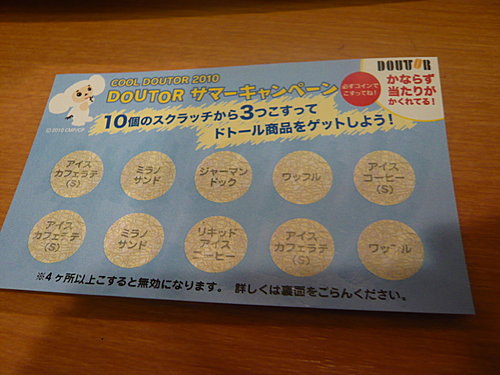 COOL DOUTOR 2010
DOUTOR サマーキャンペーン
必ずコインで
こすってね!
DOUTOR
かならず
当たりが
かくれてる!
© 2010 CMP/CP
10個のスクラッチから3つこすって
ドトール商品をゲットしよう!
アイス
カフェラテ
(S)
ミラノ
サンド
ジャーマン
ドック
ワッフル
アイス
コーヒー
(S)
アイス
カフェラテ
(S)
ミラノ
サンド
リキッド
アイス
コーヒー
アイス
カフェラテ
(S)
ワッフル
※4ヶ所以上こすると無効になります。 詳しくは裏面をごらんください。